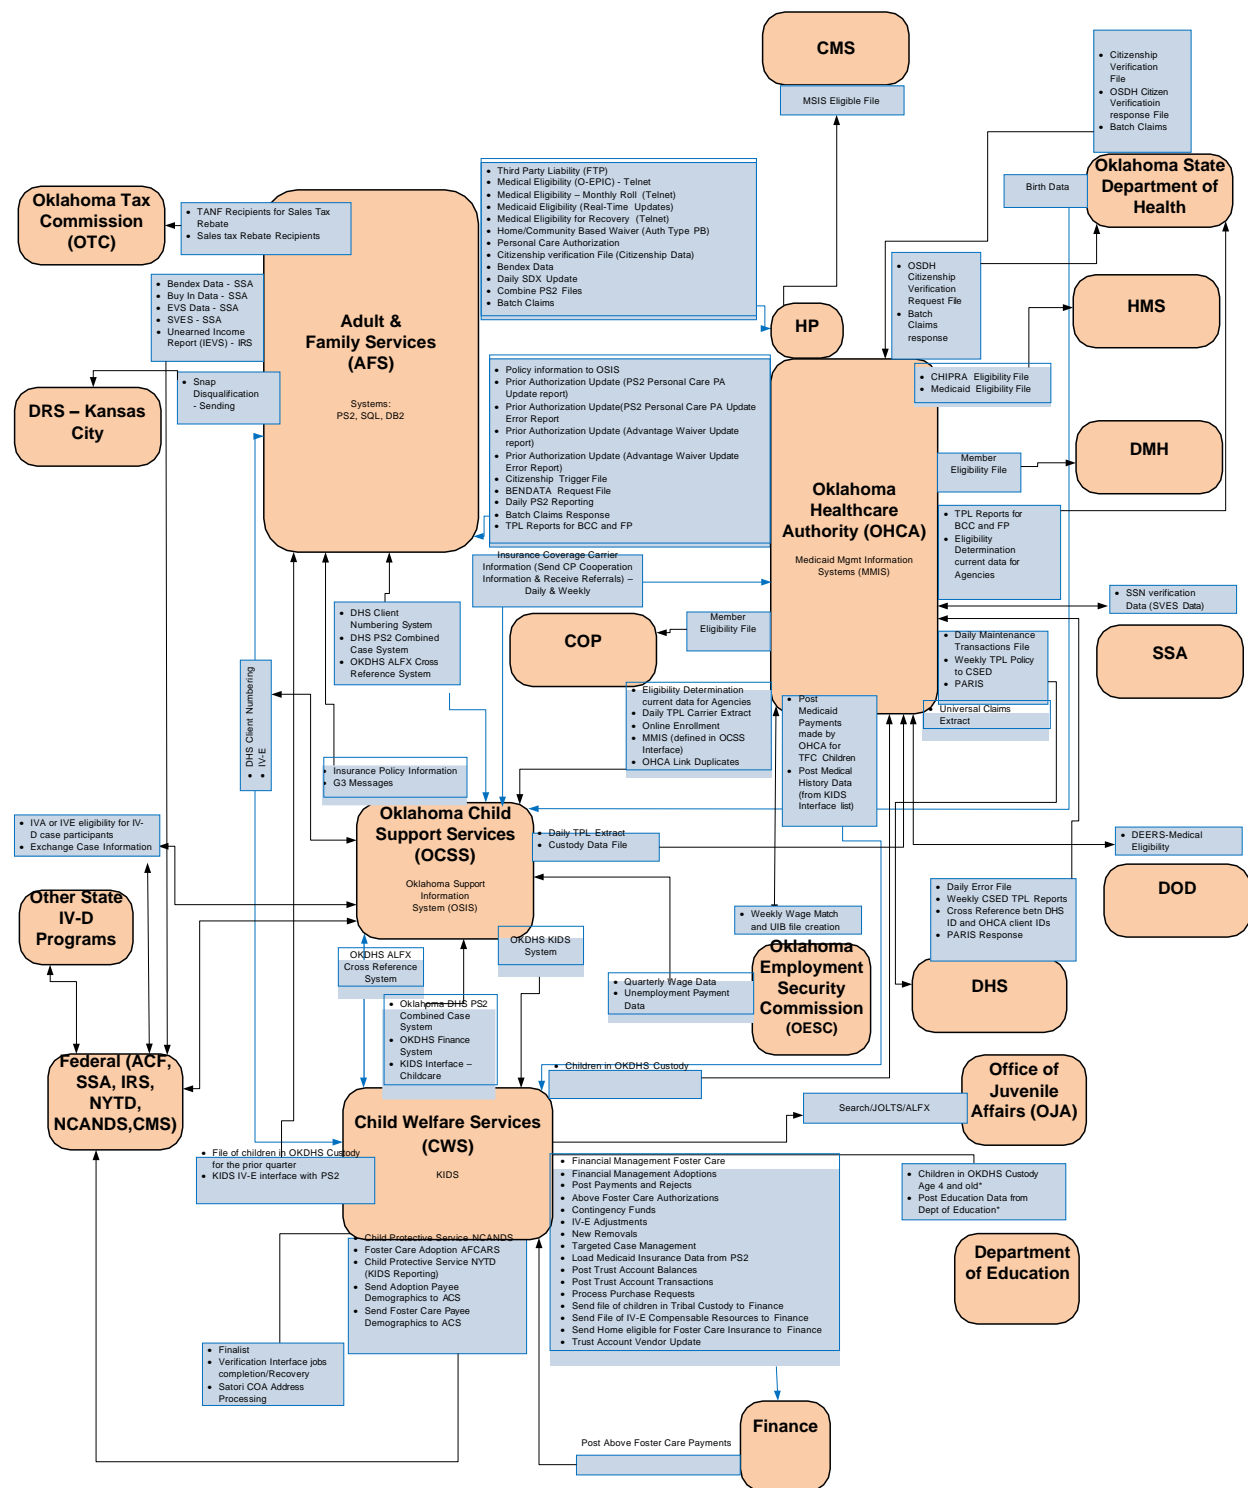 CMS
MSIS Eligible File
• Citizenship
Verification
File
• OSDH Citizen
Verificatioin
response File
• Batch Claims
Oklahoma State
Department of
Health
Birth Data
Oklahoma Tax
Commission
(OTC)
• TANF Recipients for Sales Tax
Rebate
• Sales tax Rebate Recipients
• Third Party Liability (FTP)
• Medical Eligibility (O-EPIC) - Telnet
• Medical Eligibility – Monthly Roll (Telnet)
• Medicaid Eligibility (Real-Time Updates)
• Medical Eligibility for Recovery (Telnet)
• Home/Community Based Waiver (Auth Type PB)
• Personal Care Authorization
• Citizenship verification File (Citizenship Data)
• Bendex Data
• Daily SDX Update
• Combine PS2 Files
• Batch Claims
• Bendex Data - SSA
• Buy In Data - SSA
• EVS Data - SSA
• SVES - SSA
• Unearned Income
Report (IEVS) - IRS
Adult &
Family Services
(AFS)
Systems:
PS2, SQL, DB2
HP
• OSDH
Citizenship
Verification
Request File
• Batch
Claims
response
HMS
• CHIPRA Eligibility File
• Medicaid Eligibility File
• Snap
Disqualification
- Sending
DRS – Kansas
City
• Policy information to OSIS
• Prior Authorization Update (PS2 Personal Care PA
Update report)
• Prior Authorization Update(PS2 Personal Care PA Update
Error Report
• Prior Authorization Update (Advantage Waiver Update
report)
• Prior Authorization Update (Advantage Waiver Update
Error Report)
• Citizenship Trigger File
• BENDATA Request File
• Daily PS2 Reporting
• Batch Claims Response
• TPL Reports for BCC and FP
Oklahoma
Healthcare
Authority (OHCA)
Medicaid Mgmt Information
Systems (MMIS)
Member
Eligibility File
DMH
• TPL Reports for
BCC and FP
• Eligibility
Determination
current data for
Agencies
Insurance Coverage Carrier
Information (Send CP Cooperation
Information & Receive Referrals) –
Daily & Weekly
• DHS Client
Numbering System
• DHS PS2 Combined
Case System
• OKDHS ALFX Cross
Reference System
COP
Member
Eligibility File
• SSN verification
Data (SVES Data)
SSA
• Daily Maintenance
Transactions File
• Weekly TPL Policy
to CSED
• PARIS
• Universal Claims
Extract
• DHS Client Numbering
• IV-E
• Eligibility Determination
current data for Agencies
• Daily TPL Carrier Extract
• Online Enrollment
• MMIS (defined in OCSS
Interface)
• OHCA Link Duplicates
• Post
Medicaid
Payments
made by
OHCA for
TFC Children
• Post Medical
History Data
(from KIDS
Interface list)
• Insurance Policy Information
• G3 Messages
Oklahoma Child
Support Services
(OCSS)
Oklahoma Support
Information
System (OSIS)
• Daily TPL Extract
• Custody Data File
• IVA or IVE eligibility for IV-
D case participants
• Exchange Case Information
• DEERS-Medical
Eligibility
DOD
Other State
IV-D
Programs
• Daily Error File
• Weekly CSED TPL Reports
• Cross Reference betn DHS
ID and OHCA client IDs
• PARIS Response
DHS
• Weekly Wage Match
and UIB file creation
Oklahoma
Employment
Security
Commission
(OESC)
• Quarterly Wage Data
• Unemployment Payment
Data
OKDHS ALFX
Cross Reference
System
OKDHS KIDS
System
• Oklahoma DHS PS2
Combined Case
System
• OKDHS Finance
System
• KIDS Interface –
Childcare
Federal (ACF,
SSA, IRS,
NYTD,
NCANDS,CMS)
• Children in OKDHS Custody
Office of
Juvenile
Affairs (OJA)
Search/JOLTS/ALFX
Child Welfare Services
(CWS)
KIDS
• File of children in OKDHS Custody
for the prior quarter
• KIDS IV-E interface with PS2
• Children in OKDHS Custody
Age 4 and old*
• Post Education Data from
Dept of Education*
Department
of Education
• Financial Management Foster Care
• Financial Management Adoptions
• Post Payments and Rejects
• Above Foster Care Authorizations
• Contingency Funds
• IV-E Adjustments
• New Removals
• Targeted Case Management
• Load Medicaid Insurance Data from PS2
• Post Trust Account Balances
• Post Trust Account Transactions
• Process Purchase Requests
• Send file of children in Tribal Custody to Finance
• Send File of IV-E Compensable Resources to Finance
• Send Home eligible for Foster Care Insurance to Finance
• Trust Account Vendor Update
• Child Protective Service NCANDS
• Foster Care Adoption AFCARS
• Child Protective Service NYTD
(KIDS Reporting)
• Send Adoption Payee
Demographics to ACS
• Send Foster Care Payee
Demographics to ACS
• Finalist
• Verification Interface jobs
completion/Recovery
• Satori COA Address
Processing
Finance
Post Above Foster Care Payments